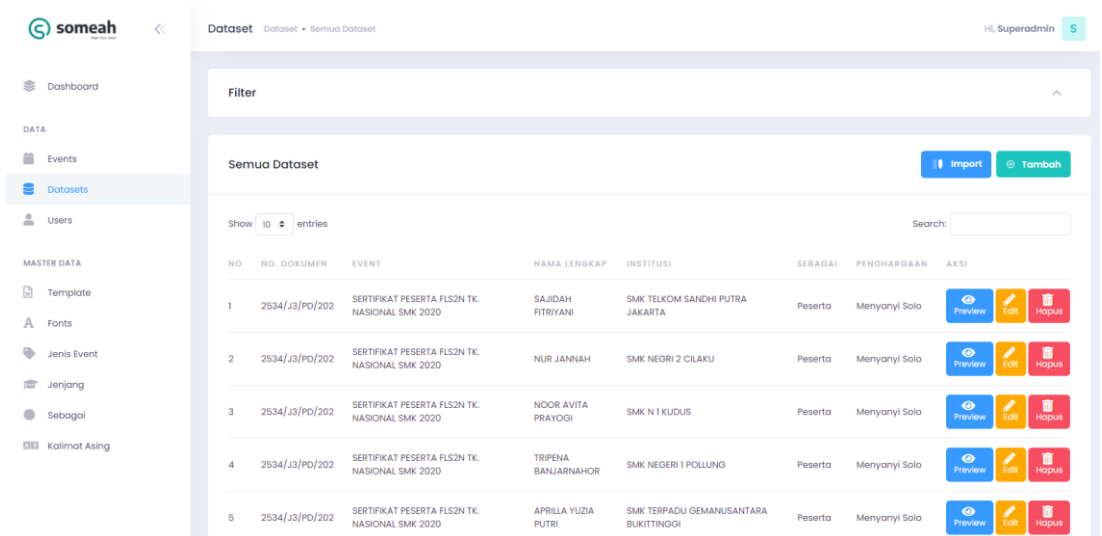 someah
Dataset Dataset • Semua Dataset
Hi, Superadmin S
Dashboard
DATA
Events
Datasets
Users
MASTER DATA
Template
Fonts
Jenis Event
Jenjang
Sebagai
Kalimat Asing
Filter
Semua Dataset
Import
Tambah
Show 10 entries
Search:
NO NO. DOKUMEN EVENT NAMA LENGKAP INSTITUSI SEBAGAI PENGHARGAAN AKSI
1 2534/J3/PD/202 SERTIFIKAT PESERTA FLS2N TK. NASIONAL SMK 2020 SAJIDAH FITRIYANI SMK TELKOM SANDHI PUTRA JAKARTA Peserta Menyanyi Solo Preview Edit Hapus
2 2534/J3/PD/202 SERTIFIKAT PESERTA FLS2N TK. NASIONAL SMK 2020 NUR JANNAH SMK NEGRI 2 CILAKU Peserta Menyanyi Solo Preview Edit Hapus
3 2534/J3/PD/202 SERTIFIKAT PESERTA FLS2N TK. NASIONAL SMK 2020 NOOR AVITA PRAYOGI SMK N 1 KUDUS Peserta Menyanyi Solo Preview Edit Hapus
4 2534/J3/PD/202 SERTIFIKAT PESERTA FLS2N TK. NASIONAL SMK 2020 TRIPENA BANJARNAHOR SMK NEGERI 1 POLLUNG Peserta Menyanyi Solo Preview Edit Hapus
5 2534/J3/PD/202 SERTIFIKAT PESERTA FLS2N TK. NASIONAL SMK 2020 APRILLA YUZIA PUTRI SMK TERPADU GEMANUSANTARA BUKITTINGGI Peserta Menyanyi Solo Preview Edit Hapus